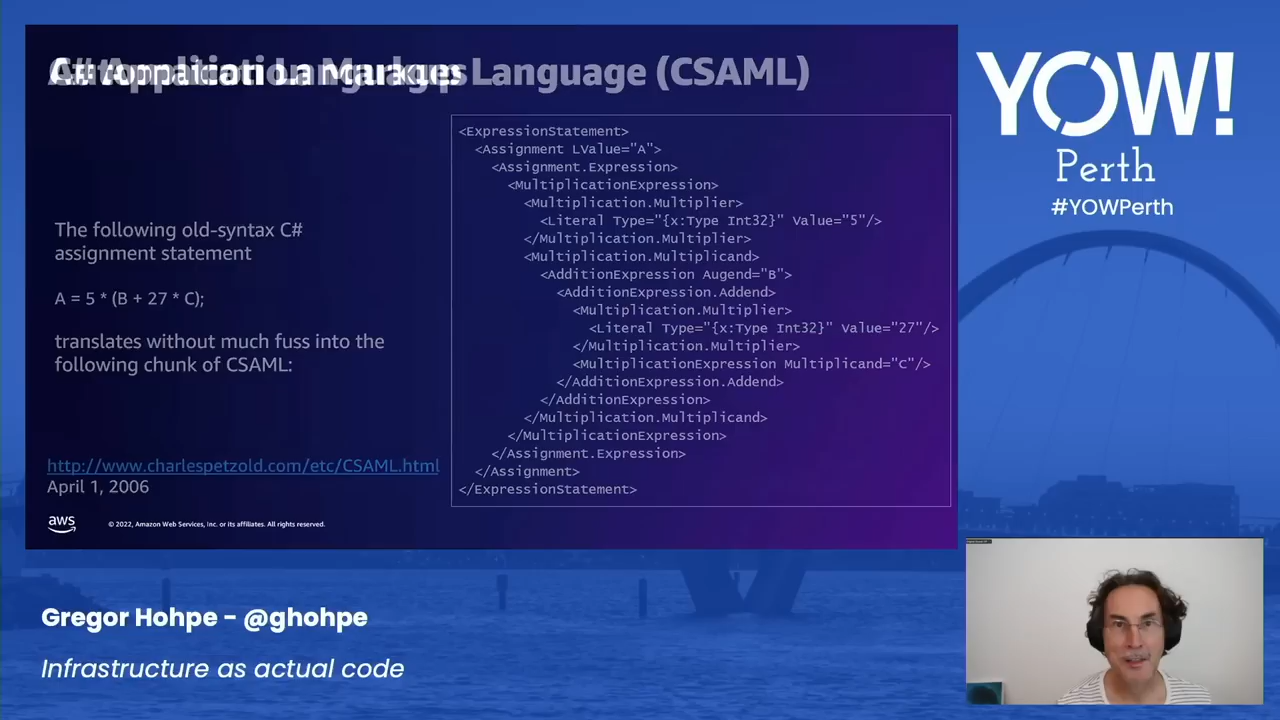 Language (CSAML)
The following old-syntax C#
assignment statement
A = 5 * (B + 27 * C);
translates without much fuss into the
following chunk of CSAML:
http://www.charlespetzold.com/etc/CSAML.html
April 1, 2006
<ExpressionStatement>
<Assignment LValue="A">
<Assignment.Expression>
<MultiplicationExpression>
<Multiplication.Multiplier>
<Literal Type="{x:Type Int32}" Value="5"/>
</Multiplication.Multiplier>
<Multiplication.Multiplicand>
<AdditionExpression Augend="B">
<AdditionExpression.Addend>
<Multiplication.Multiplier>
<Literal Type="{x:Type Int32}" Value="27"/>
</Multiplication.Multiplier>
<MultiplicationExpression Multiplicand="C"/>
</AdditionExpression.Addend>
</AdditionExpression>
</Multiplication.Multiplicand>
</MultiplicationExpression>
</Assignment.Expression>
</Assignment>
</ExpressionStatement>
aws
© 2022, Amazon Web Services, Inc. or its affiliates. All rights reserved.
YOW!
Perth
#YOWPerth
Gregor Hohpe - @ghohpe
Infrastructure as actual code